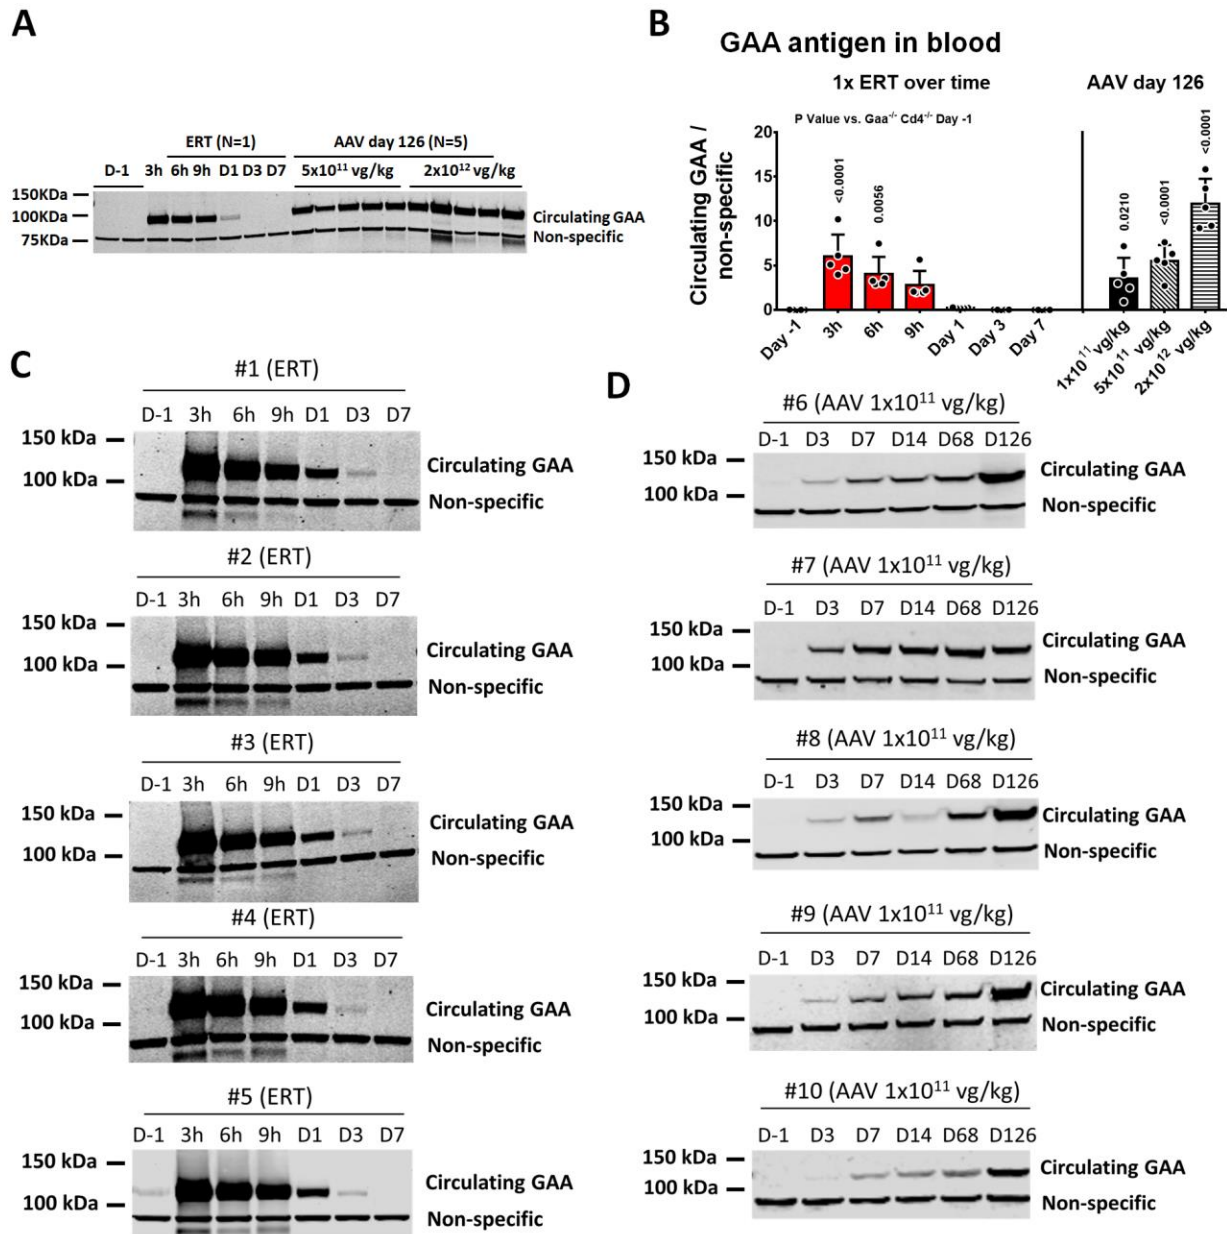 A
ERT (N=1) AAV day 126 (N=5)
D-1 3h 6h 9h D1 D3 D7 5x10¹¹ vg/kg 2x10¹² vg/kg
150KDa
100KDa Circulating GAA
75KDa Non-specific
B
GAA antigen in blood
1x ERT over time AAV day 126
P Value vs. Gaa⁻/⁻ Cd4⁻/⁻ Day -1
Circulating GAA /
non-specific
20
15
10
5
0
<0.0001
0.0056
0.0210
<0.0001
<0.0001
Day -1 3h 6h 9h Day 1 Day 3 Day 7 1x10¹¹ vg/kg 5x10¹¹ vg/kg 2x10¹² vg/kg
C
#1 (ERT)
D-1 3h 6h 9h D1 D3 D7
150 kDa
100 kDa
Circulating GAA
Non-specific
#2 (ERT)
D-1 3h 6h 9h D1 D3 D7
150 kDa
100 kDa
Circulating GAA
Non-specific
#3 (ERT)
D-1 3h 6h 9h D1 D3 D7
150 kDa
100 kDa
Circulating GAA
Non-specific
#4 (ERT)
D-1 3h 6h 9h D1 D3 D7
150 kDa
100 kDa
Circulating GAA
Non-specific
#5 (ERT)
D-1 3h 6h 9h D1 D3 D7
150 kDa
100 kDa
Circulating GAA
Non-specific
D
#6 (AAV 1x10¹¹ vg/kg)
D-1 D3 D7 D14 D68 D126
150 kDa
100 kDa
Circulating GAA
Non-specific
#7 (AAV 1x10¹¹ vg/kg)
D-1 D3 D7 D14 D68 D126
150 kDa
100 kDa
Circulating GAA
Non-specific
#8 (AAV 1x10¹¹ vg/kg)
D-1 D3 D7 D14 D68 D126
150 kDa
100 kDa
Circulating GAA
Non-specific
#9 (AAV 1x10¹¹ vg/kg)
D-1 D3 D7 D14 D68 D126
150 kDa
100 kDa
Circulating GAA
Non-specific
#10 (AAV 1x10¹¹ vg/kg)
D-1 D3 D7 D14 D68 D126
150 kDa
100 kDa
Circulating GAA
Non-specific